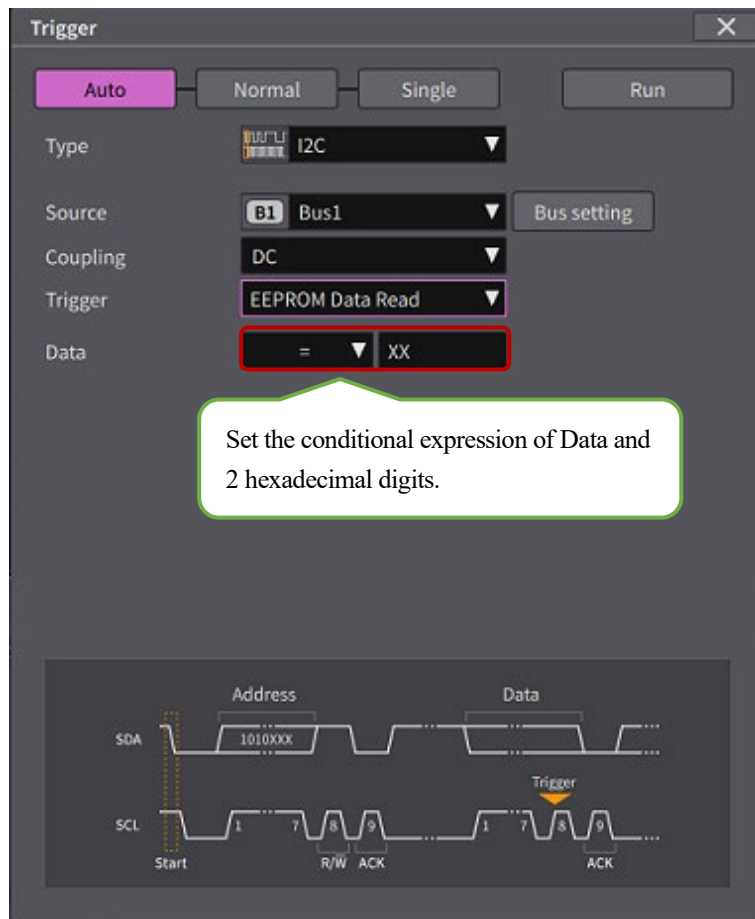 Trigger
Auto Normal Single Run
Type I2C
Source B1 Bus1 Bus setting
Coupling DC
Trigger EEPROM Data Read
Data = XX
Set the conditional expression of Data and
2 hexadecimal digits.
Address Data
SDA 1010XXX
Trigger
SCL 1 7 8 9 1 7 8 9
Start R/W̅ ACK ACK